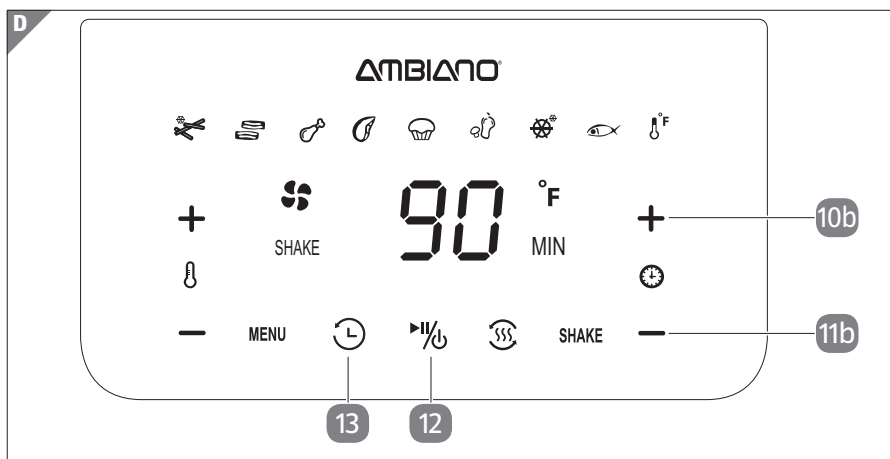 D
AMBIANO®
°F
90 °F
+ + 10b
SHAKE MIN
− MENU SHAKE − 11b
13 12